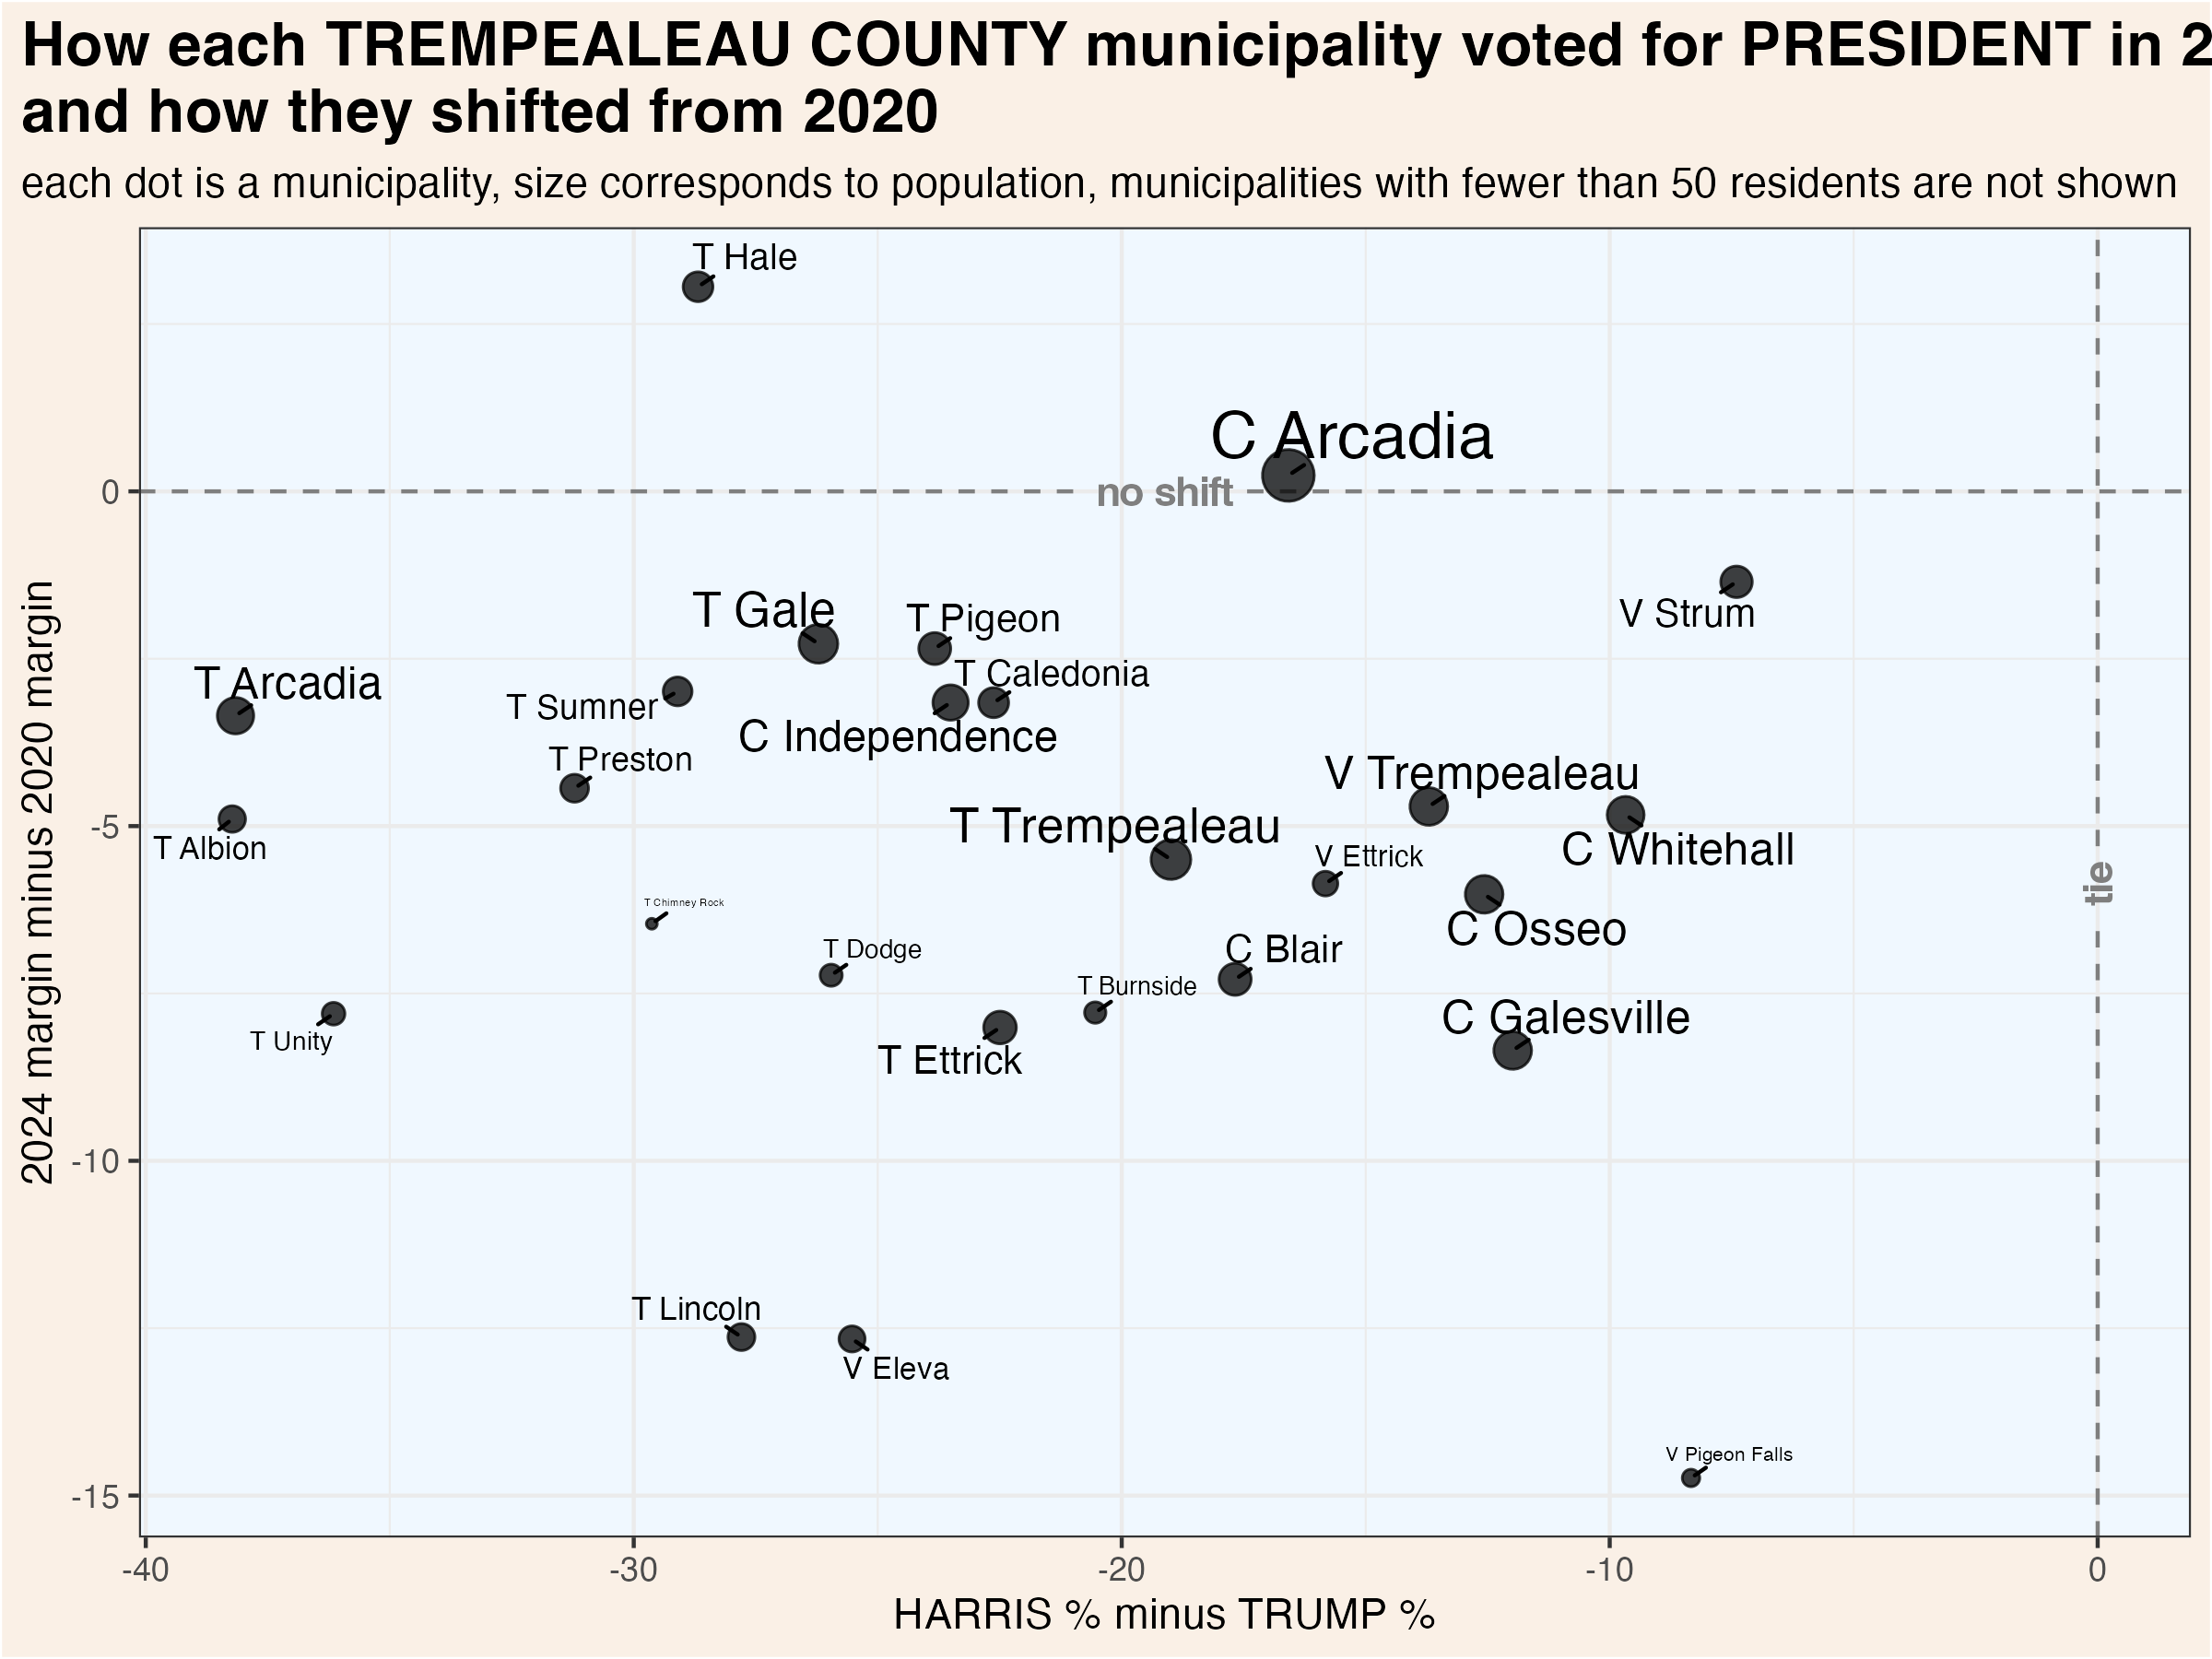 How each TREMPEALEAU COUNTY municipality voted for PRESIDENT in 2
and how they shifted from 2020
each dot is a municipality, size corresponds to population, municipalities with fewer than 50 residents are not shown
T Hale
C Arcadia
0
no shift
V Strum
T Gale
T Pigeon
T Caledonia
T Arcadia
T Sumner
C Independence
T Preston
V Trempealeau
T Trempealeau
-5
T Albion
C Whitehall
V Ettrick
tie
T Chimney Rock
C Osseo
T Dodge
C Blair
T Burnside
C Galesville
T Unity
T Ettrick
-10
T Lincoln
V Eleva
V Pigeon Falls
-15
2024 margin minus 2020 margin
-40
-30
-20
-10
0
HARRIS % minus TRUMP %